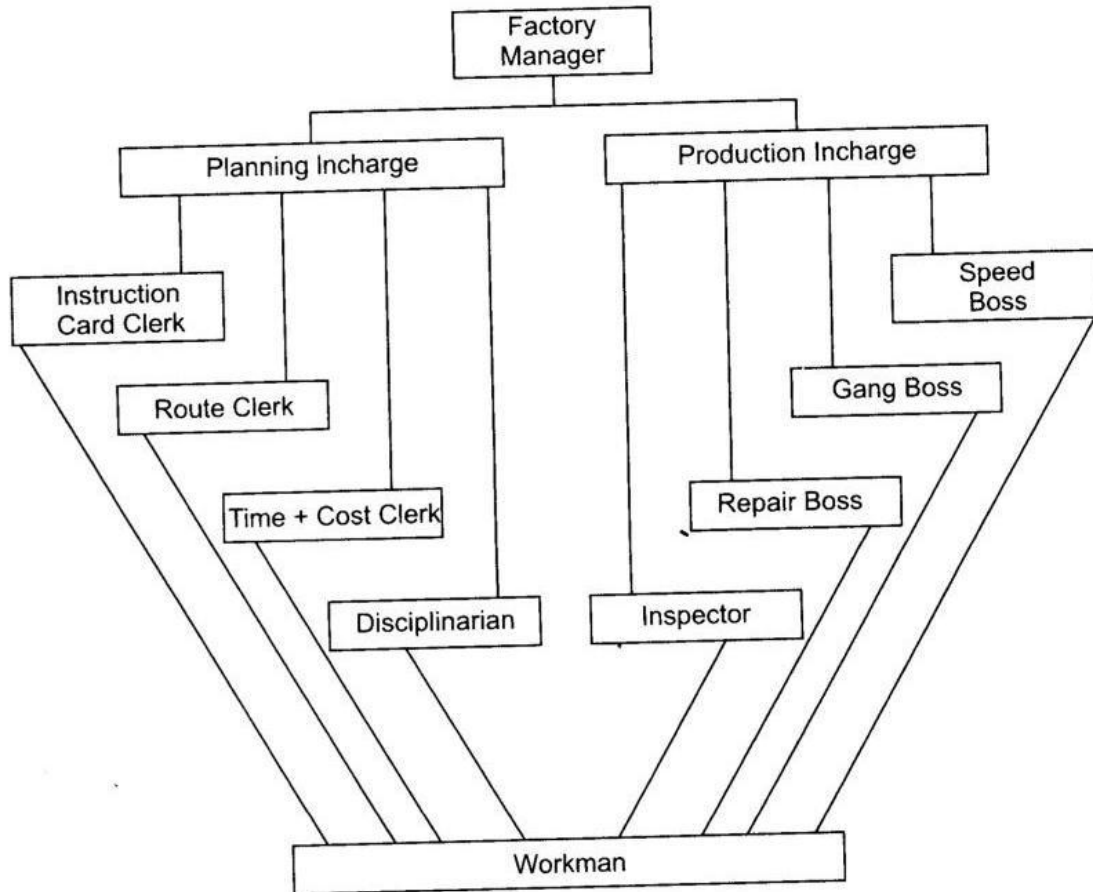 Factory
Manager
Planning Incharge
Production Incharge
Instruction
Card Clerk
Speed
Boss
Route Clerk
Gang Boss
Time + Cost Clerk
Repair Boss
Disciplinarian
Inspector
Workman